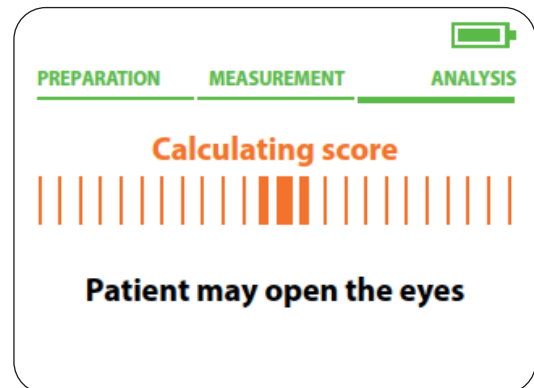 PREPARATION MEASUREMENT ANALYSIS
Calculating score
Patient may open the eyes